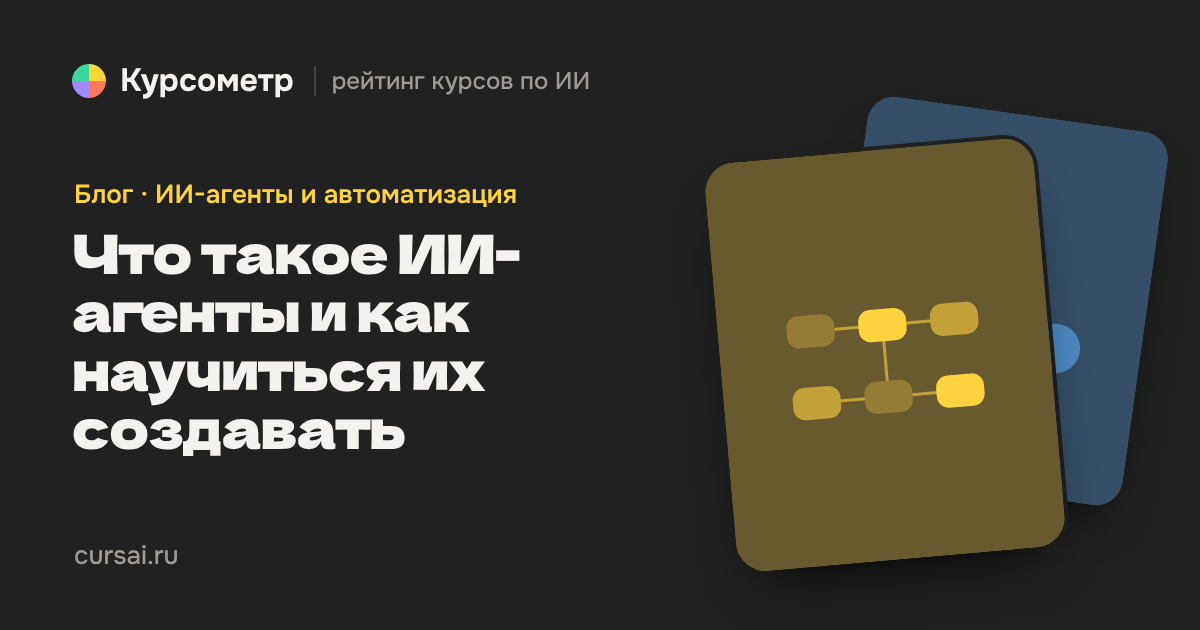 Курсометр
рейтинг курсов по ИИ
Блог · ИИ-агенты и автоматизация
Что такое ИИ-
агенты и как
научиться их
создавать
cursai.ru